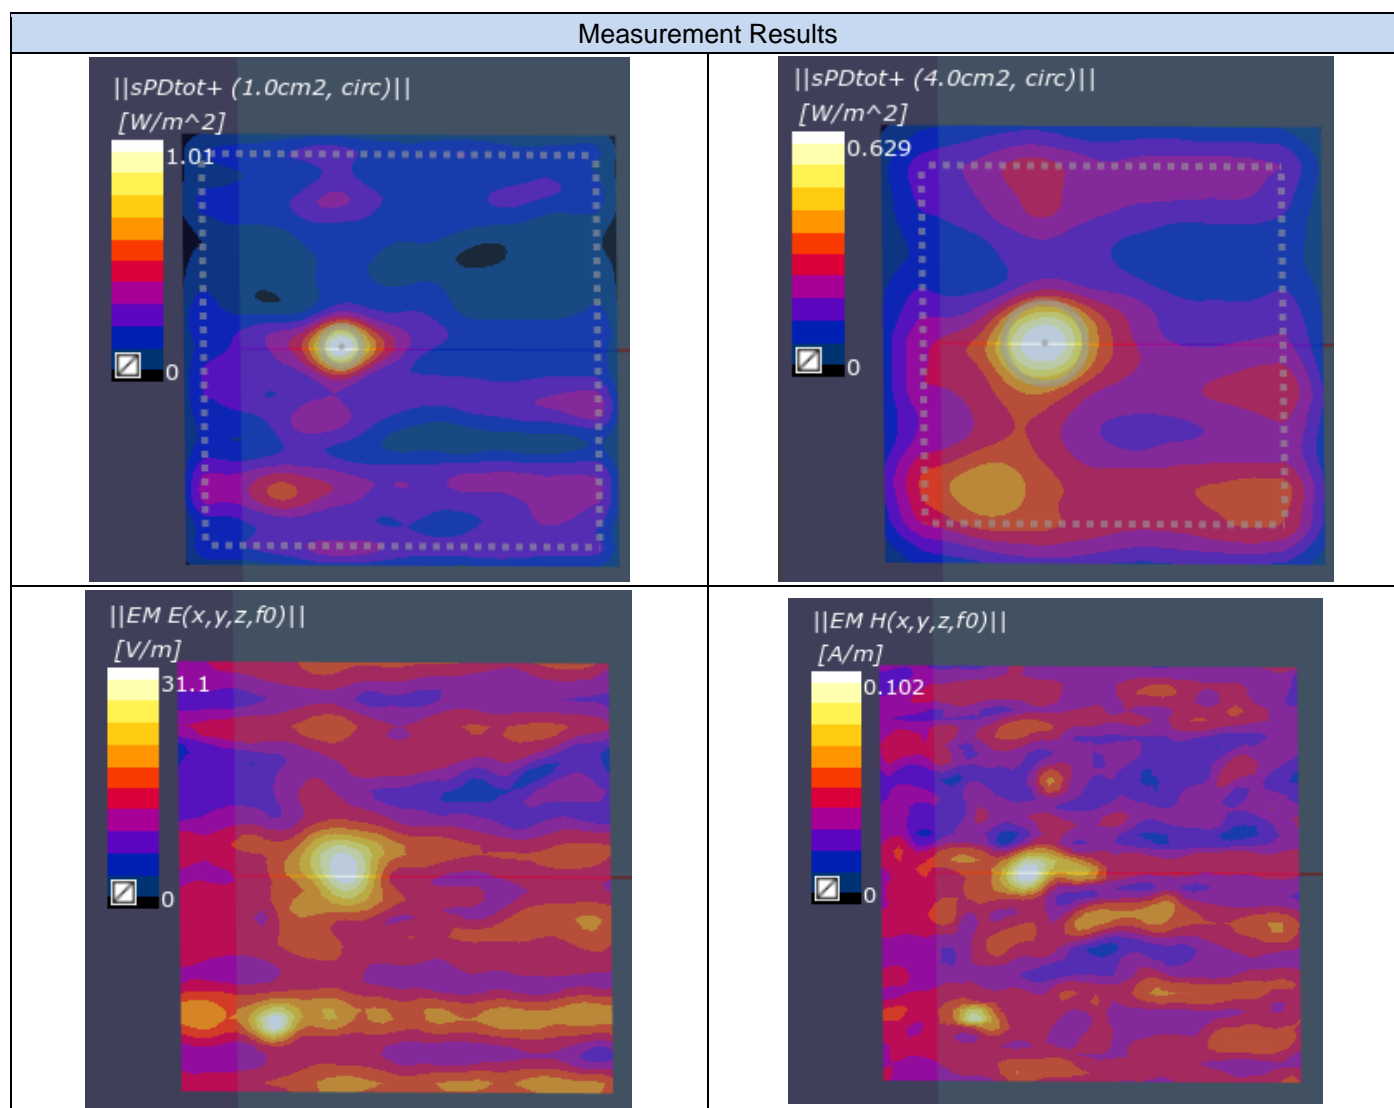 Measurement Results
||sPDtot+ (1.0cm2, circ)||
[W/m^2]
1.01
0
||sPDtot+ (4.0cm2, circ)||
[W/m^2]
0.629
0
||EM E(x,y,z,f0)||
[V/m]
31.1
0
||EM H(x,y,z,f0)||
[A/m]
0.102
0